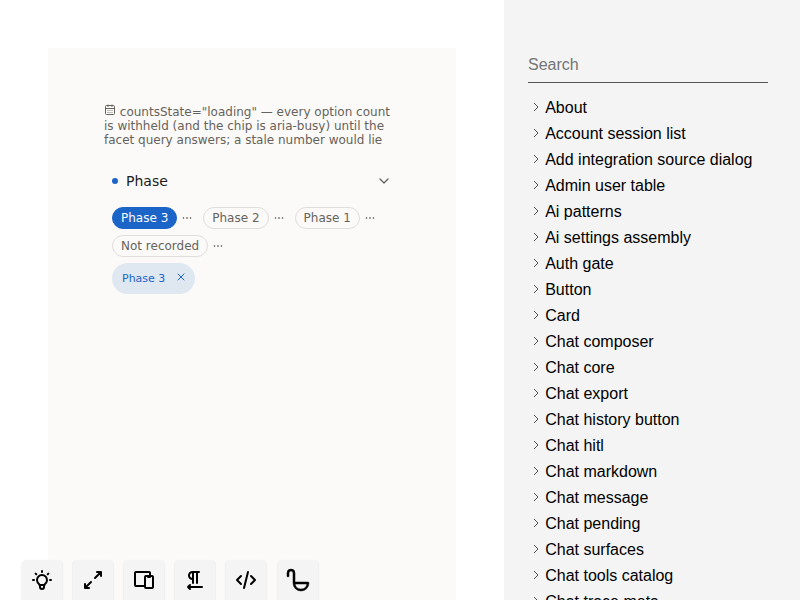 countsState="loading" — every option count
is withheld (and the chip is aria-busy) until the
facet query answers; a stale number would lie
Phase
Phase 3 ··· Phase 2 ··· Phase 1 ···
Not recorded ···
Phase 3
Search
About
Account session list
Add integration source dialog
Admin user table
Ai patterns
Ai settings assembly
Auth gate
Button
Card
Chat composer
Chat core
Chat export
Chat history button
Chat hitl
Chat markdown
Chat message
Chat pending
Chat surfaces
Chat tools catalog